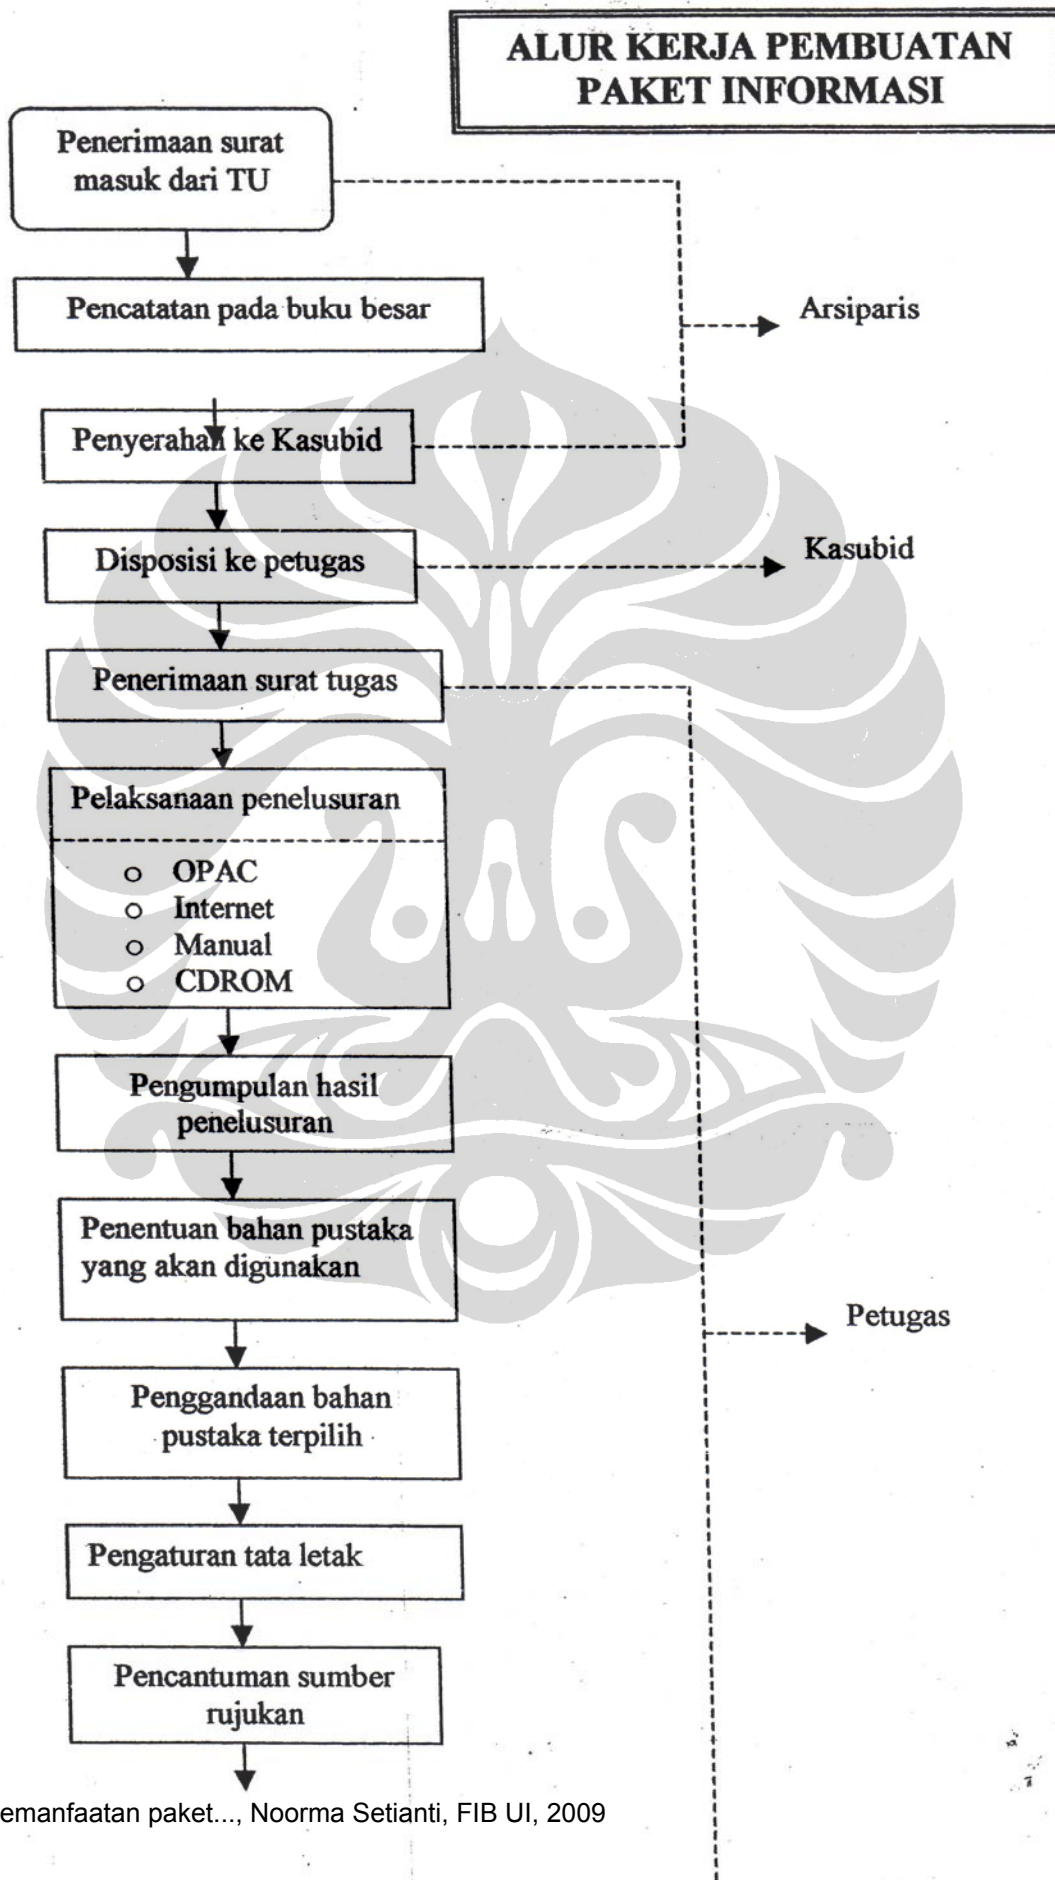 ALUR KERJA PEMBUATAN
PAKET INFORMASI
Penerimaan surat
masuk dari TU
Pencatatan pada buku besar
Arsiparis
Penyerahan ke Kasubid
Disposisi ke petugas
Kasubid
Penerimaan surat tugas
Pelaksanaan penelusuran
o OPAC
o Internet
o Manual
o CDROM
Pengumpulan hasil
penelusuran
Penentuan bahan pustaka
yang akan digunakan
Petugas
Penggandaan bahan
pustaka terpilih
Pengaturan tata letak
Pencantuman sumber
rujukan
emanfaatan paket..., Noorma Setianti, FIB UI, 2009